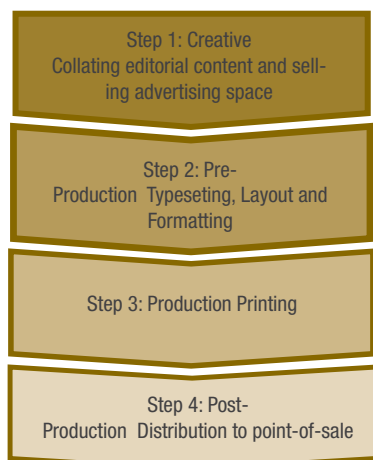 Step 1: Creative
Collating editorial content and sell-
ing advertising space
Step 2: Pre-
Production Typeseting, Layout and
Formatting
Step 3: Production Printing
Step 4: Post-
Production Distribution to point-of-sale